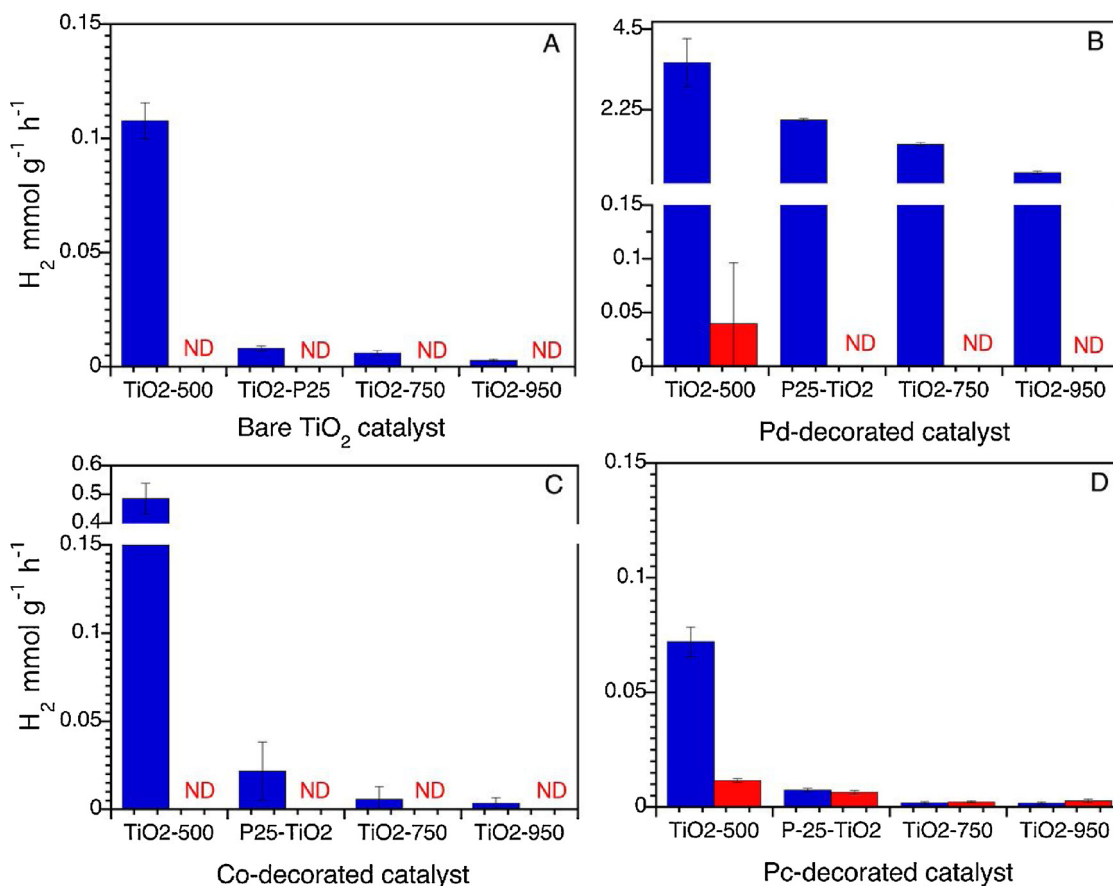 A
0.15
0.1
0.05
0
H2 mmol g-1 h-1
ND ND ND ND
TiO2-500 TiO2-P25 TiO2-750 TiO2-950
Bare TiO2 catalyst
B
4.5
2.25
0.15
0.1
0.05
0
ND ND ND
TiO2-500 P25-TiO2 TiO2-750 TiO2-950
Pd-decorated catalyst
C
0.6
0.5
0.4
0.15
0.1
0.05
0
H2 mmol g-1 h-1
ND ND ND ND
TiO2-500 P25-TiO2 TiO2-750 TiO2-950
Co-decorated catalyst
D
0.15
0.1
0.05
0
TiO2-500 P-25-TiO2 TiO2-750 TiO2-950
Pc-decorated catalyst